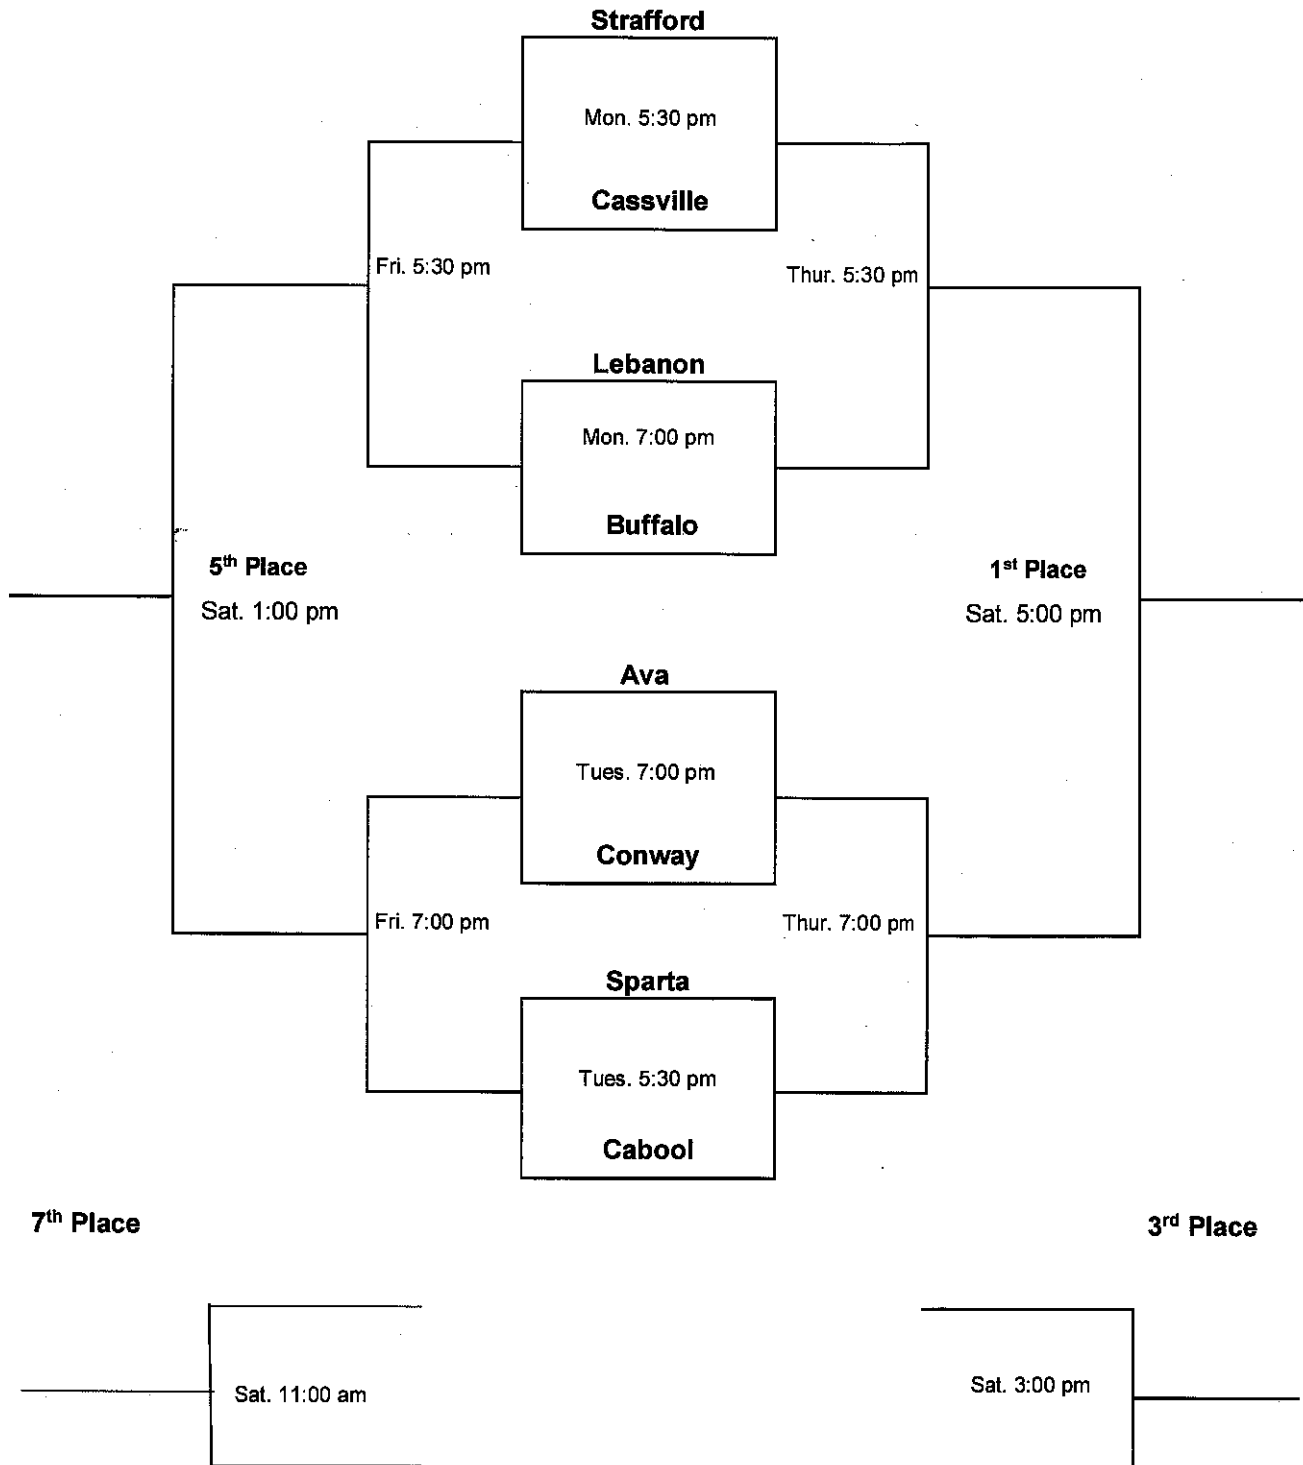 Strafford
Mon. 5:30 pm
Cassville
Fri. 5:30 pm
Thur. 5:30 pm
Lebanon
Mon. 7:00 pm
Buffalo
5th Place
Sat. 1:00 pm
1st Place
Sat. 5:00 pm
Ava
Tues. 7:00 pm
Conway
Fri. 7:00 pm
Thur. 7:00 pm
Sparta
Tues. 5:30 pm
Cabool
7th Place
3rd Place
Sat. 11:00 am
Sat. 3:00 pm